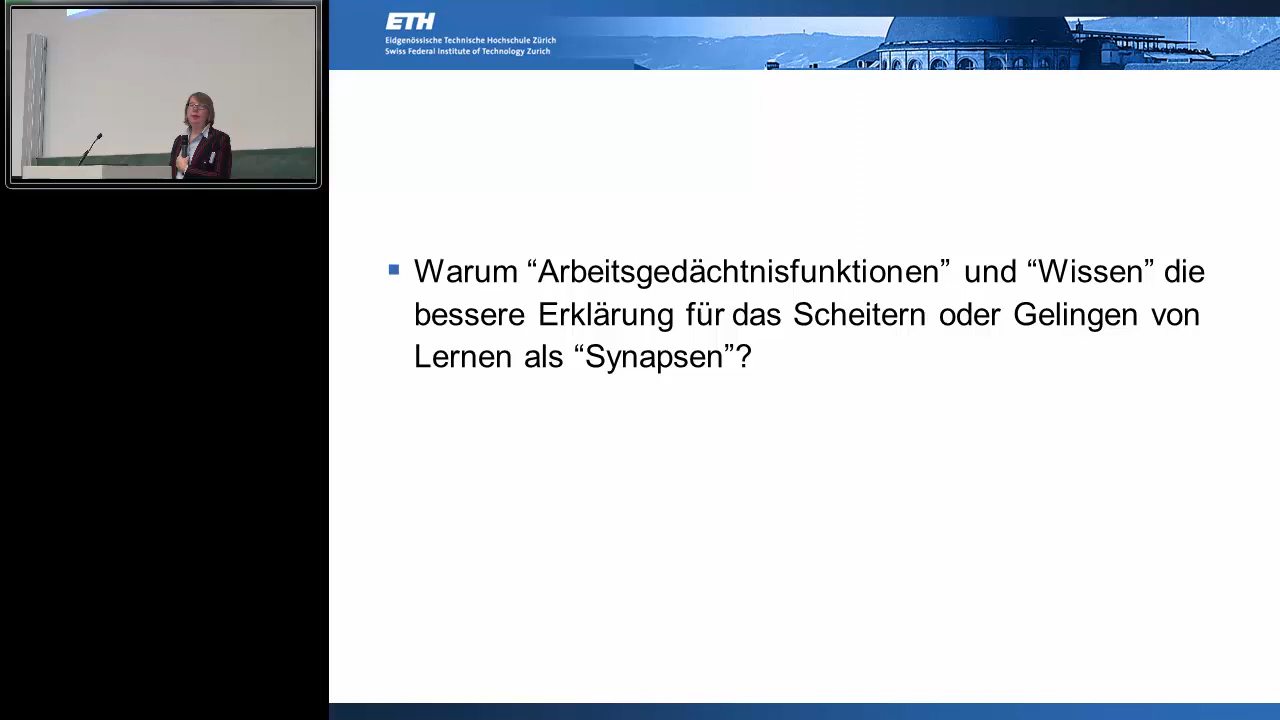 ETH
Eidgenössische Technische Hochschule Zürich
Swiss Federal Institute of Technology Zurich
Warum “Arbeitsgedächtnisfunktionen” und “Wissen” die
bessere Erklärung für das Scheitern oder Gelingen von
Lernen als “Synapsen”?